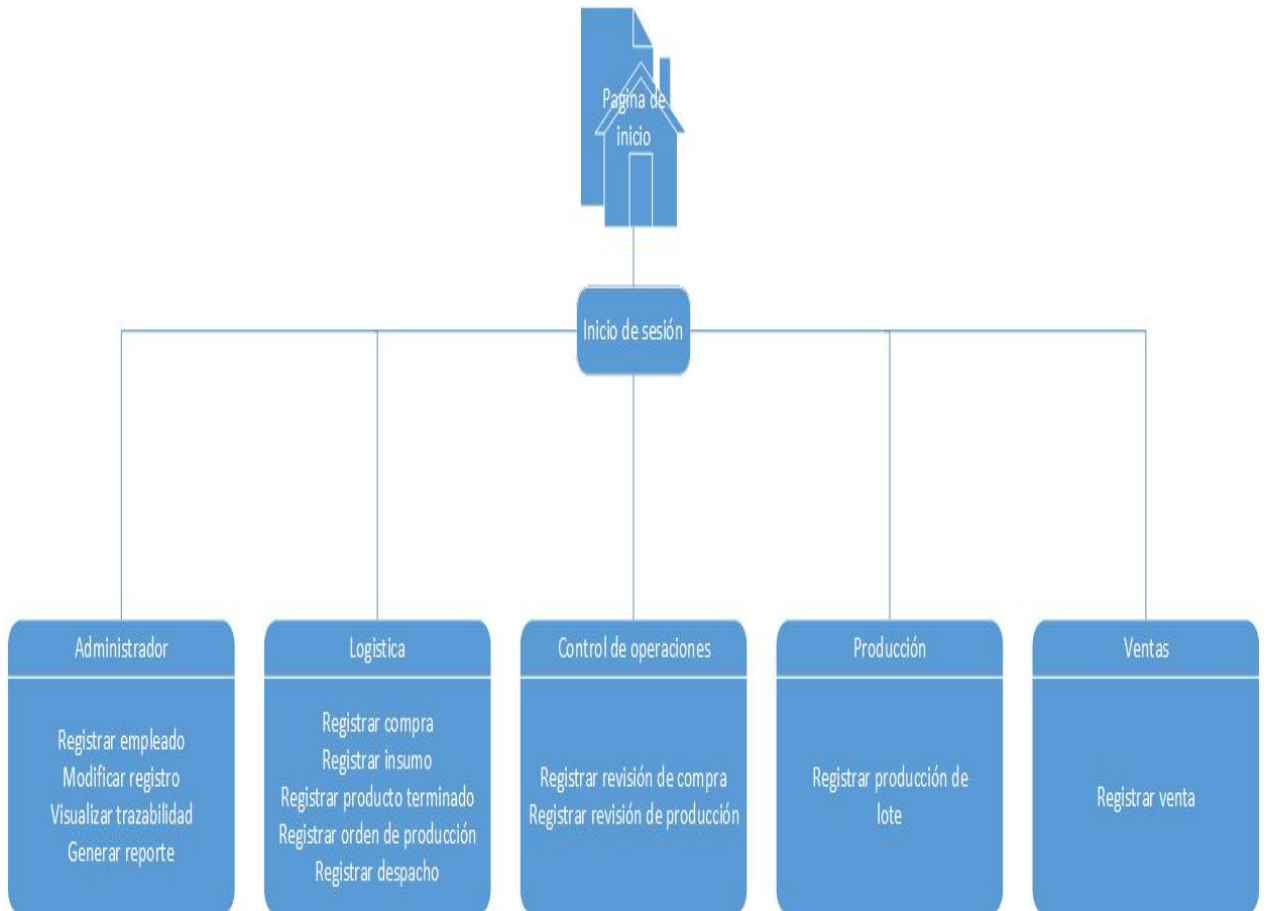 Pagina de
inicio
Inicio de sesión
Administrador
Registrar empleado
Modificar registro
Visualizar trazabilidad
Generar reporte
Logistica
Registrar compra
Registrar insumo
Registrar producto terminado
Registrar orden de producción
Registrar despacho
Control de operaciones
Registrar revisión de compra
Registrar revisión de producción
Producción
Registrar producción de
lote
Ventas
Registrar venta